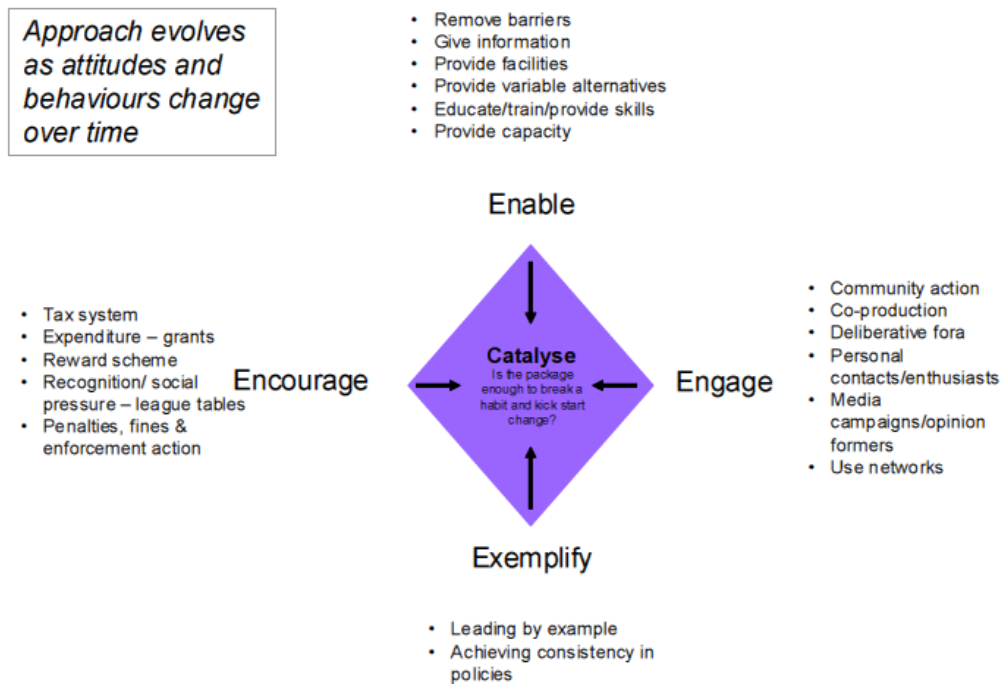 Approach evolves
as attitudes and
behaviours change
over time
• Remove barriers
• Give information
• Provide facilities
• Provide variable alternatives
• Educate/train/provide skills
• Provide capacity
Enable
• Tax system
• Expenditure – grants
• Reward scheme
• Recognition/ social
pressure – league tables
• Penalties, fines &
enforcement action
Encourage
Catalyse
Is the package
enough to break a
habit and kick start
change?
Engage
• Community action
• Co-production
• Deliberative fora
• Personal
contacts/enthusiasts
• Media
campaigns/opinion
formers
• Use networks
Exemplify
• Leading by example
• Achieving consistency in
policies